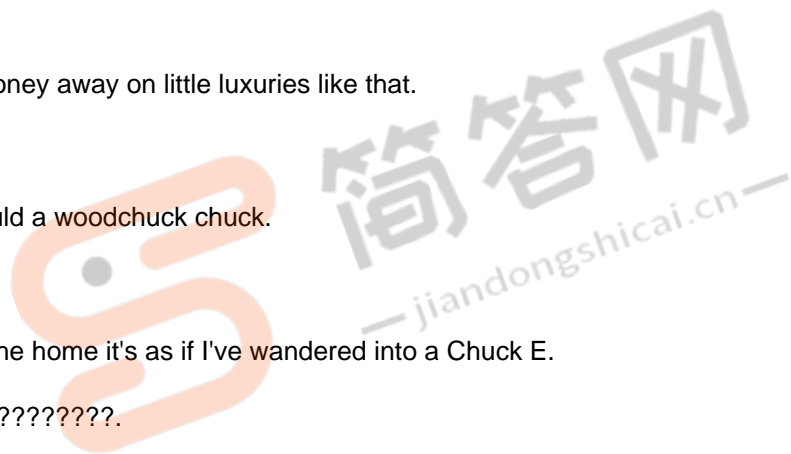 oney away on little luxuries like that.
uld a woodchuck chuck.
ne home it's as if I've wandered into a Chuck E.
????????.
简答网
jiandongshicai.cn